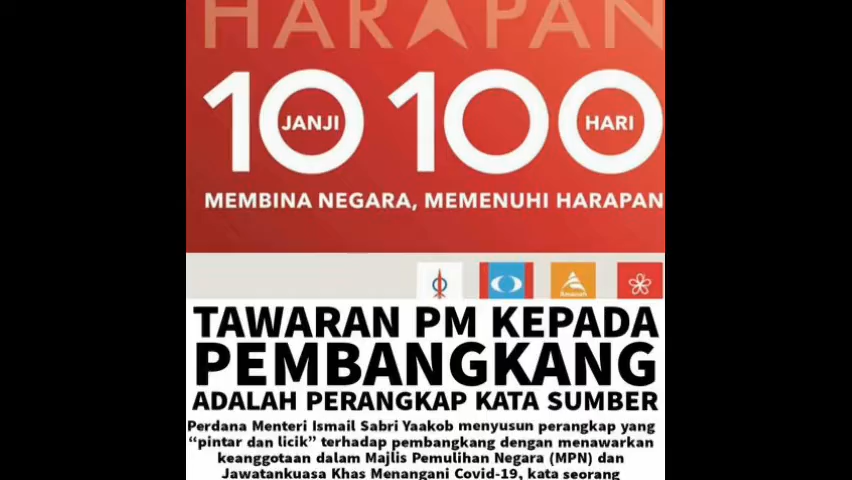 HARAPAN
10 JANJI 100 HARI
MEMBINA NEGARA, MEMENUHI HARAPAN
TAWARAN PM KEPADA
PEMBANGKANG
ADALAH PERANGKAP KATA SUMBER
Perdana Menteri Ismail Sabri Yaakob menyusun perangkap yang
“pintar dan licik” terhadap pembangkang dengan menawarkan
keanggotaan dalam Majlis Pemulihan Negara (MPN) dan
Jawatankuasa Khas Menangani Covid-19, kata seorang